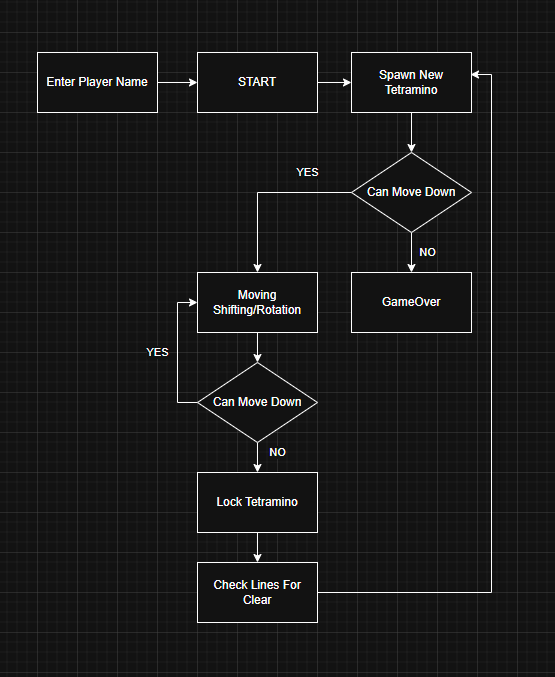 Enter Player Name
START
Spawn New
Tetramino
YES
Can Move Down
NO
Moving
Shifting/Rotation
GameOver
YES
Can Move Down
NO
Lock Tetramino
Check Lines For
Clear